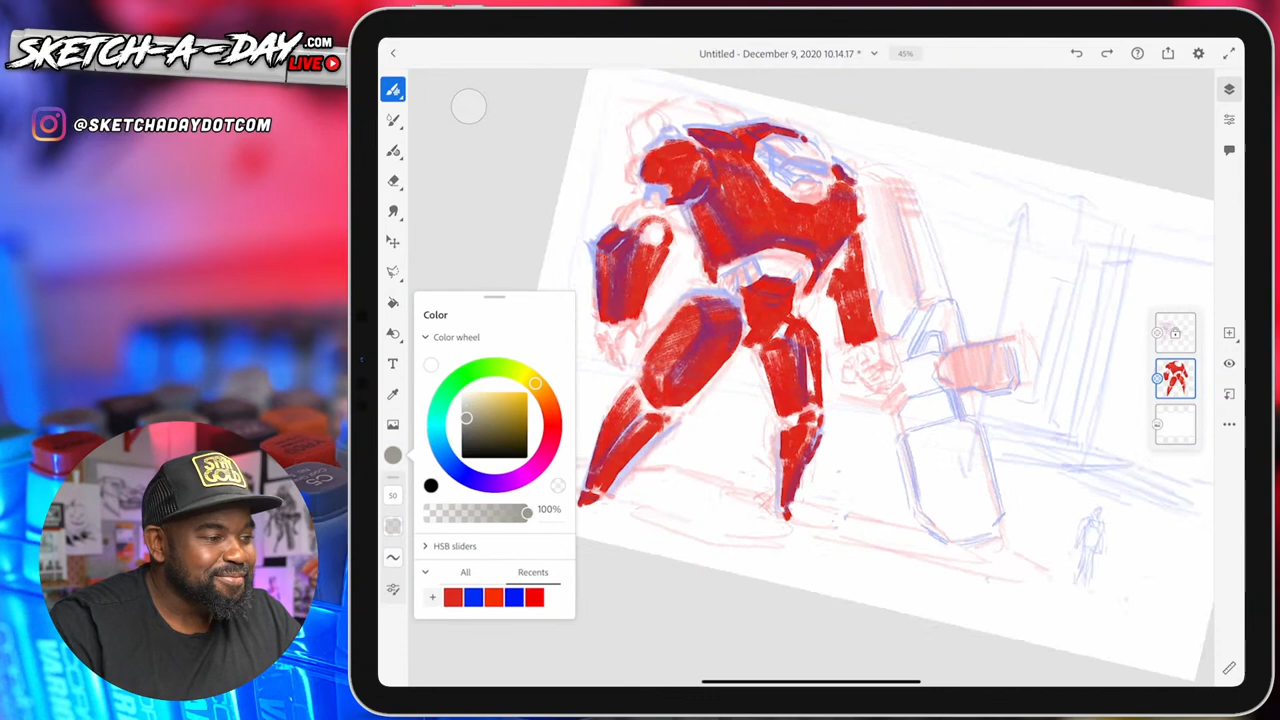 SKETCH-A-DAY.COM
LIVE
@SKETCHADAYDOTCOM
Untitled - December 9, 2020 10.14.17 *
45%
T
50
Color
Color wheel
100%
HSB sliders
All
Recents